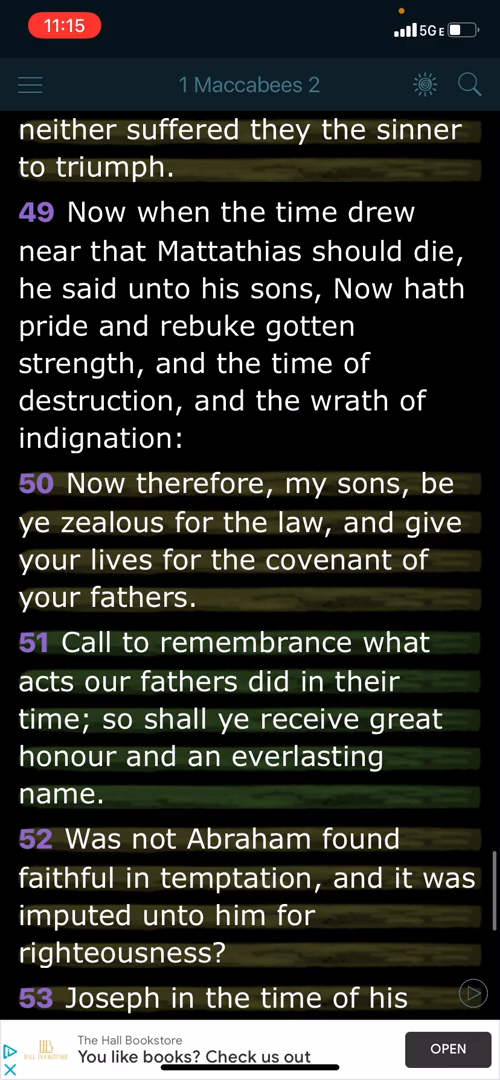 11:15
5GE
1 Maccabees 2
neither suffered they the sinner
to triumph.
49 Now when the time drew
near that Mattathias should die,
he said unto his sons, Now hath
pride and rebuke gotten
strength, and the time of
destruction, and the wrath of
indignation:
50 Now therefore, my sons, be
ye zealous for the law, and give
your lives for the covenant of
your fathers.
51 Call to remembrance what
acts our fathers did in their
time; so shall ye receive great
honour and an everlasting
name.
52 Was not Abraham found
faithful in temptation, and it was
imputed unto him for
righteousness?
53 Joseph in the time of his
The Hall Bookstore
You like books? Check us out
OPEN
HALL BOOKSTORE